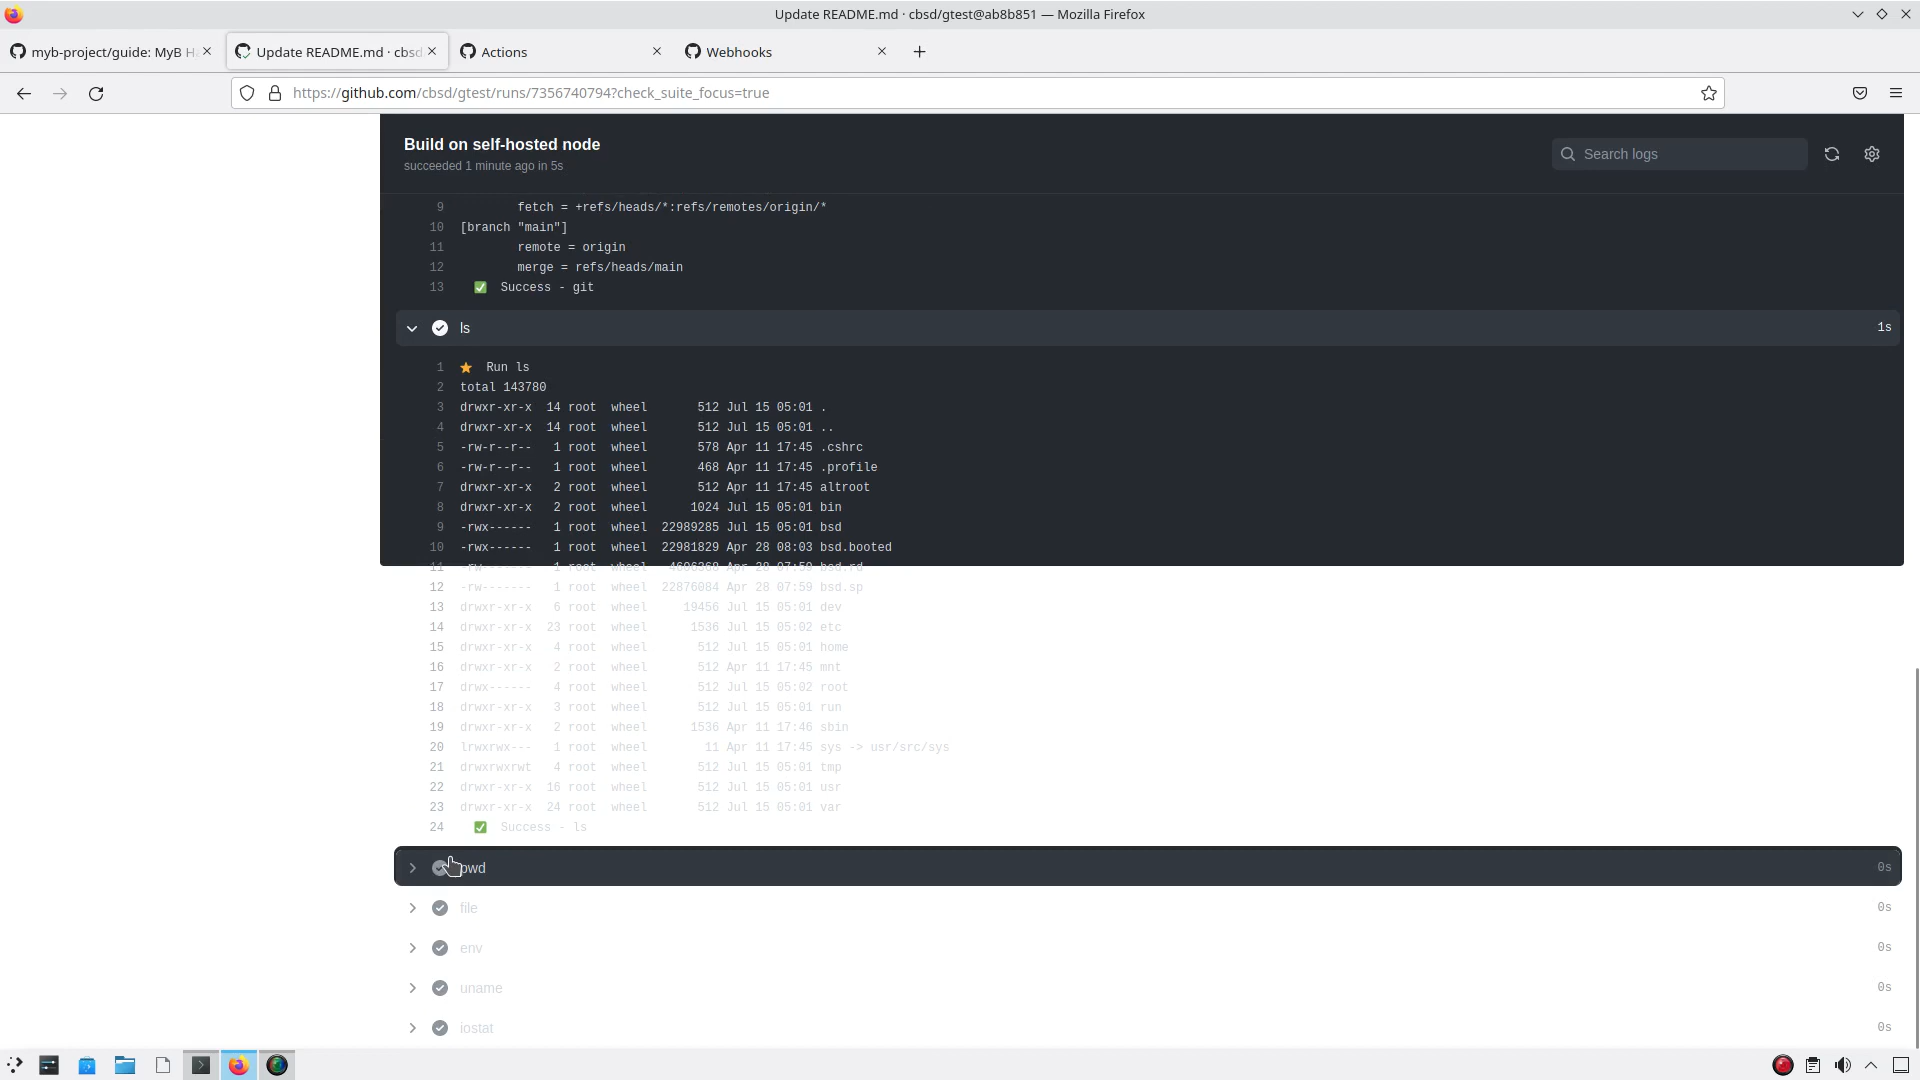 Update README.md · cbsd/gtest@ab8b851 — Mozilla Firefox
myb-project/guide: MyB H
Update README.md · cbsd
Actions
Webhooks
https://github.com/cbsd/gtest/runs/7356740794?check_suite_focus=true
Build on self-hosted node
succeeded 1 minute ago in 5s
Search logs
9 fetch = +refs/heads/*:refs/remotes/origin/*
10 [branch "main"]
11 remote = origin
12 merge = refs/heads/main
13 ✅ Success - git
ls 1s
1 ⭐ Run ls
2 total 143780
3 drwxr-xr-x 14 root wheel 512 Jul 15 05:01 .
4 drwxr-xr-x 14 root wheel 512 Jul 15 05:01 ..
5 -rw-r--r-- 1 root wheel 578 Apr 11 17:45 .cshrc
6 -rw-r--r-- 1 root wheel 468 Apr 11 17:45 .profile
7 drwxr-xr-x 2 root wheel 512 Apr 11 17:45 altroot
8 drwxr-xr-x 2 root wheel 1024 Jul 15 05:01 bin
9 -rwx------ 1 root wheel 22989285 Jul 15 05:01 bsd
10 -rwx------ 1 root wheel 22981829 Apr 28 08:03 bsd.booted
11 -rw------- 1 root wheel 4606368 Apr 28 07:59 bsd.rd
12 -rw------- 1 root wheel 22876084 Apr 28 07:59 bsd.sp
13 drwxr-xr-x 6 root wheel 19456 Jul 15 05:01 dev
14 drwxr-xr-x 23 root wheel 1536 Jul 15 05:02 etc
15 drwxr-xr-x 4 root wheel 512 Jul 15 05:01 home
16 drwxr-xr-x 2 root wheel 512 Apr 11 17:45 mnt
17 drwx------ 4 root wheel 512 Jul 15 05:02 root
18 drwxr-xr-x 3 root wheel 512 Jul 15 05:01 run
19 drwxr-xr-x 2 root wheel 1536 Apr 11 17:46 sbin
20 lrwxrwx--- 1 root wheel 11 Apr 11 17:45 sys -> usr/src/sys
21 drwxrwxrwt 4 root wheel 512 Jul 15 05:01 tmp
22 drwxr-xr-x 16 root wheel 512 Jul 15 05:01 usr
23 drwxr-xr-x 24 root wheel 512 Jul 15 05:01 var
24 ✅ Success - ls
pwd 0s
file 0s
env 0s
uname 0s
iostat 0s